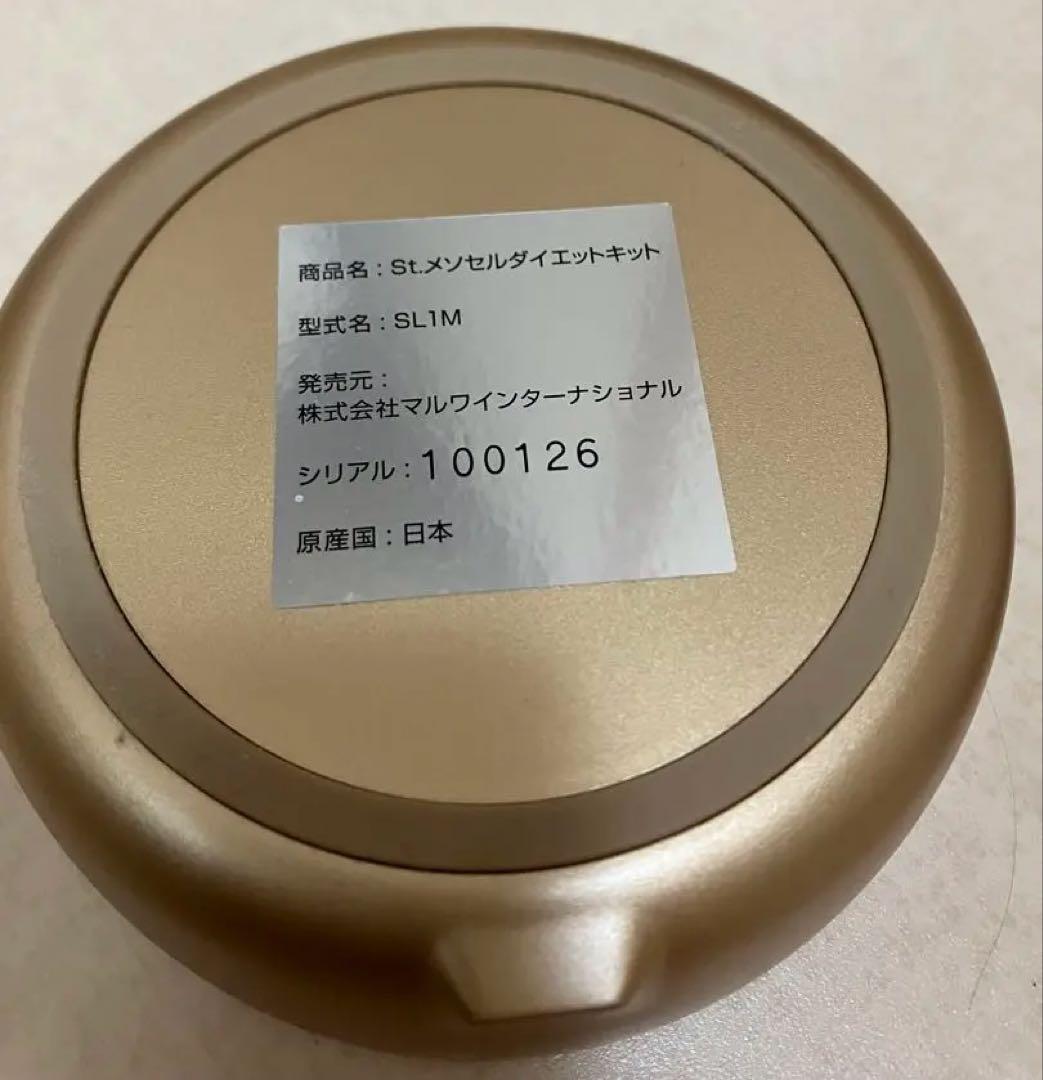 商品名：St.メソセルダイエットキット
型式名：SL1M
発売元：
株式会社マルワインターナショナル
シリアル：100126
原産国：日本